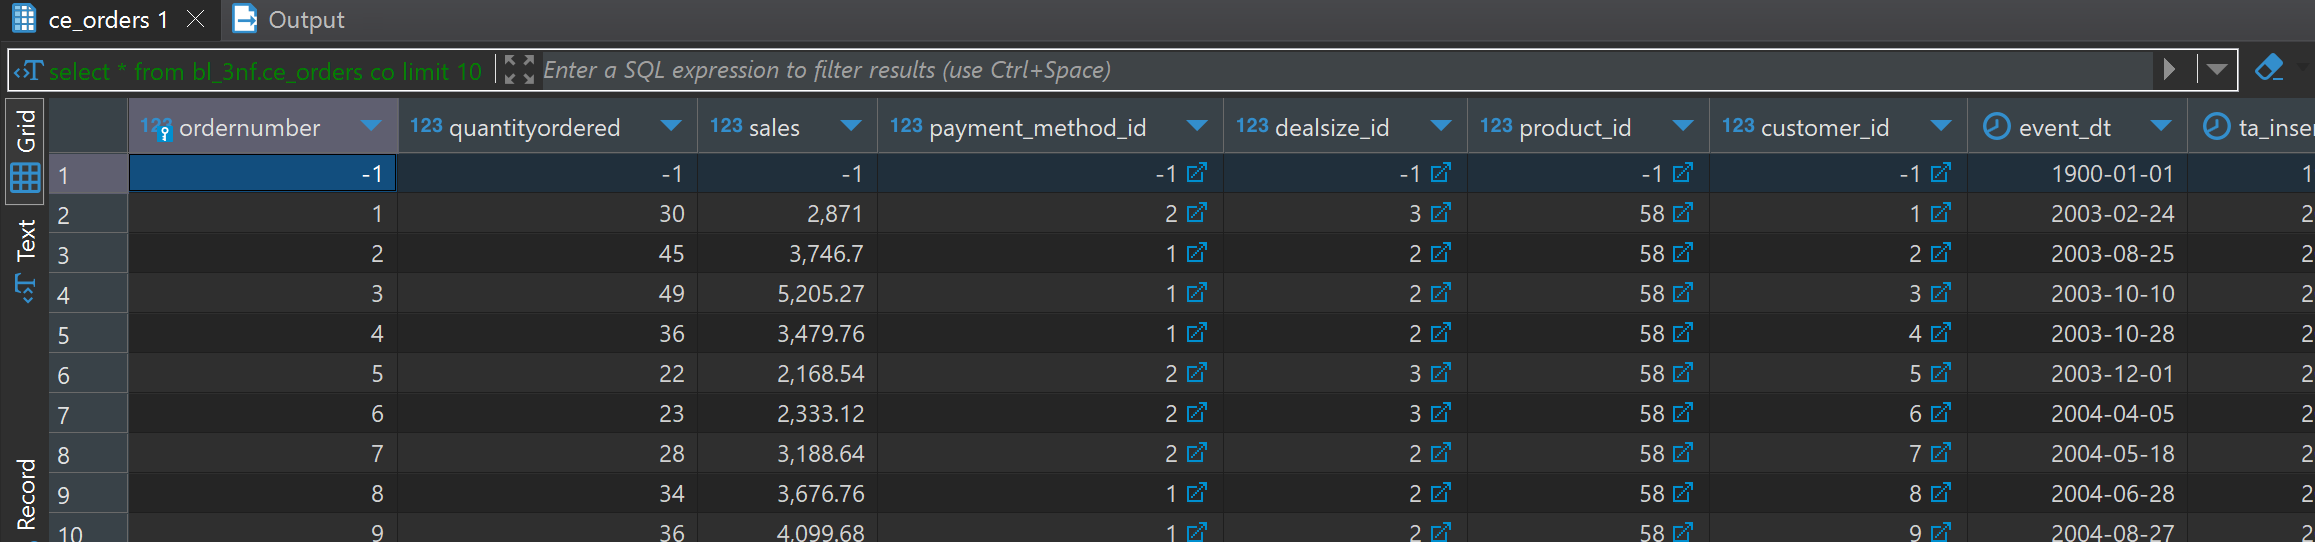 ce_orders 1 Output
select * from bl_3nf.ce_orders co limit 10 Enter a SQL expression to filter results (use Ctrl+Space)
Grid
Text
Record
123 ordernumber 123 quantityordered 123 sales 123 payment_method_id 123 dealsize_id 123 product_id 123 customer_id event_dt ta_inser
1 -1 -1 -1 -1 -1 -1 -1 1900-01-01 1
2 1 30 2,871 2 3 58 1 2003-02-24 2
3 2 45 3,746.7 1 2 58 2 2003-08-25 2
4 3 49 5,205.27 1 2 58 3 2003-10-10 2
5 4 36 3,479.76 1 2 58 4 2003-10-28 2
6 5 22 2,168.54 2 3 58 5 2003-12-01 2
7 6 23 2,333.12 2 3 58 6 2004-04-05 2
8 7 28 3,188.64 2 2 58 7 2004-05-18 2
9 8 34 3,676.76 1 2 58 8 2004-06-28 2
10 9 36 4,099.68 1 2 58 9 2004-08-27 2